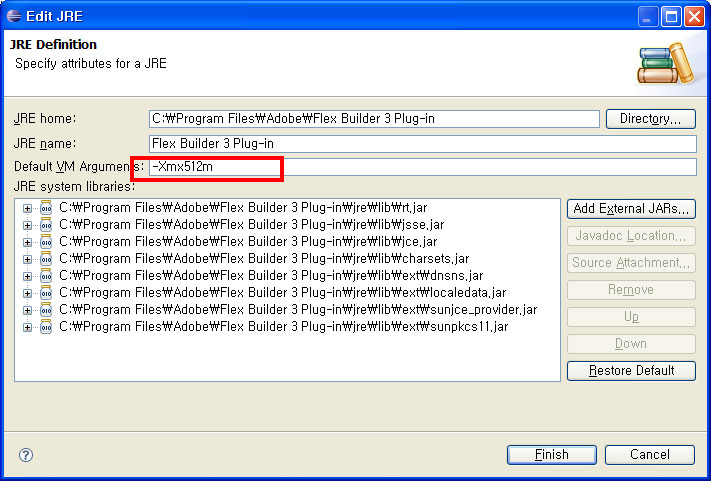 Edit JRE
JRE Definition
Specify attributes for a JRE
JRE home:
C:₩Program Files₩Adobe₩Flex Builder 3 Plug-in
Directory...
JRE name:
Flex Builder 3 Plug-in
Default VM Arguments:
-Xmx512m
JRE system libraries:
C:₩Program Files₩Adobe₩Flex Builder 3 Plug-in₩jre₩lib₩rt.jar
C:₩Program Files₩Adobe₩Flex Builder 3 Plug-in₩jre₩lib₩jsse.jar
C:₩Program Files₩Adobe₩Flex Builder 3 Plug-in₩jre₩lib₩jce.jar
C:₩Program Files₩Adobe₩Flex Builder 3 Plug-in₩jre₩lib₩charsets.jar
C:₩Program Files₩Adobe₩Flex Builder 3 Plug-in₩jre₩lib₩ext₩dnsns.jar
C:₩Program Files₩Adobe₩Flex Builder 3 Plug-in₩jre₩lib₩ext₩localedata.jar
C:₩Program Files₩Adobe₩Flex Builder 3 Plug-in₩jre₩lib₩ext₩sunjce_provider.jar
C:₩Program Files₩Adobe₩Flex Builder 3 Plug-in₩jre₩lib₩ext₩sunpkcs11.jar
Add External JARs...
Javadoc Location...
Source Attachment...
Remove
Up
Down
Restore Default
Finish
Cancel